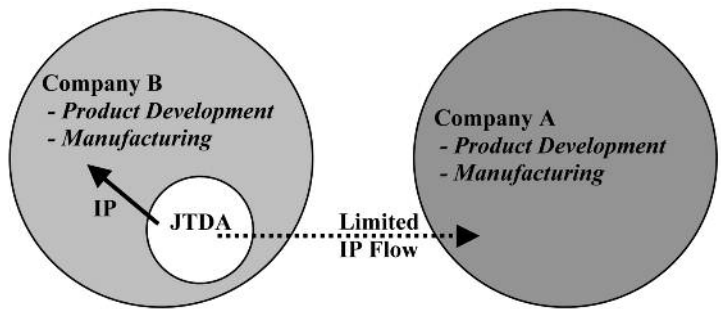 Company B
- Product Development
- Manufacturing
IP
JTDA
Company A
- Product Development
- Manufacturing
Limited
IP Flow